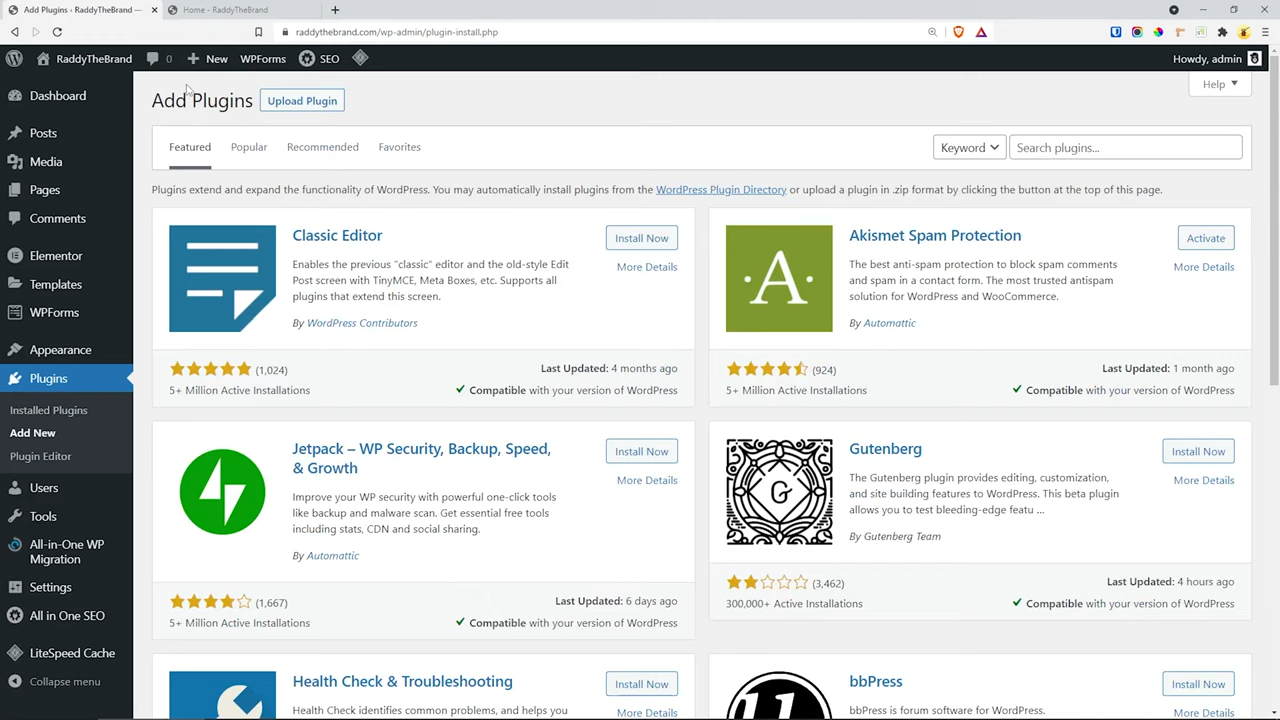 Add Plugins ‹ RaddyTheBrand —
Home - RaddyTheBrand
raddythebrand.com/wp-admin/plugin-install.php
RaddyTheBrand
0
New
WPForms
SEO
Howdy, admin
Dashboard
Posts
Media
Pages
Comments
Elementor
Templates
WPForms
Appearance
Plugins
Installed Plugins
Add New
Plugin Editor
Users
Tools
All-in-One WP
Migration
Settings
All in One SEO
LiteSpeed Cache
Collapse menu
Add Plugins
Upload Plugin
Help
Featured
Popular
Recommended
Favorites
Keyword
Search plugins...
Plugins extend and expand the functionality of WordPress. You may automatically install plugins from the WordPress Plugin Directory or upload a plugin in .zip format by clicking the button at the top of this page.
Classic Editor
Install Now
More Details
Enables the previous "classic" editor and the old-style Edit
Post screen with TinyMCE, Meta Boxes, etc. Supports all
plugins that extend this screen.
By WordPress Contributors
(1,024)
Last Updated: 4 months ago
5+ Million Active Installations
Compatible with your version of WordPress
A
Akismet Spam Protection
Activate
More Details
The best anti-spam protection to block spam comments
and spam in a contact form. The most trusted antispam
solution for WordPress and WooCommerce.
By Automattic
(924)
Last Updated: 1 month ago
5+ Million Active Installations
Compatible with your version of WordPress
Jetpack – WP Security, Backup, Speed,
& Growth
Install Now
More Details
Improve your WP security with powerful one-click tools
like backup and malware scan. Get essential free tools
including stats, CDN and social sharing.
By Automattic
(1,667)
Last Updated: 6 days ago
5+ Million Active Installations
Compatible with your version of WordPress
G
Gutenberg
Install Now
More Details
The Gutenberg plugin provides editing, customization,
and site building features to WordPress. This beta plugin
allows you to test bleeding-edge featu ...
By Gutenberg Team
(3,462)
Last Updated: 4 hours ago
300,000+ Active Installations
Compatible with your version of WordPress
Health Check & Troubleshooting
Install Now
More Details
Health Check identifies common problems, and helps you
bbPress
Install Now
More Details
bbPress is forum software for WordPress.